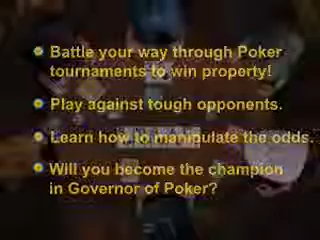 Battle your way through Poker
tournaments to win property!
Play against tough opponents.
Learn how to manipulate the odds.
Will you become the champion
in Governor of Poker?